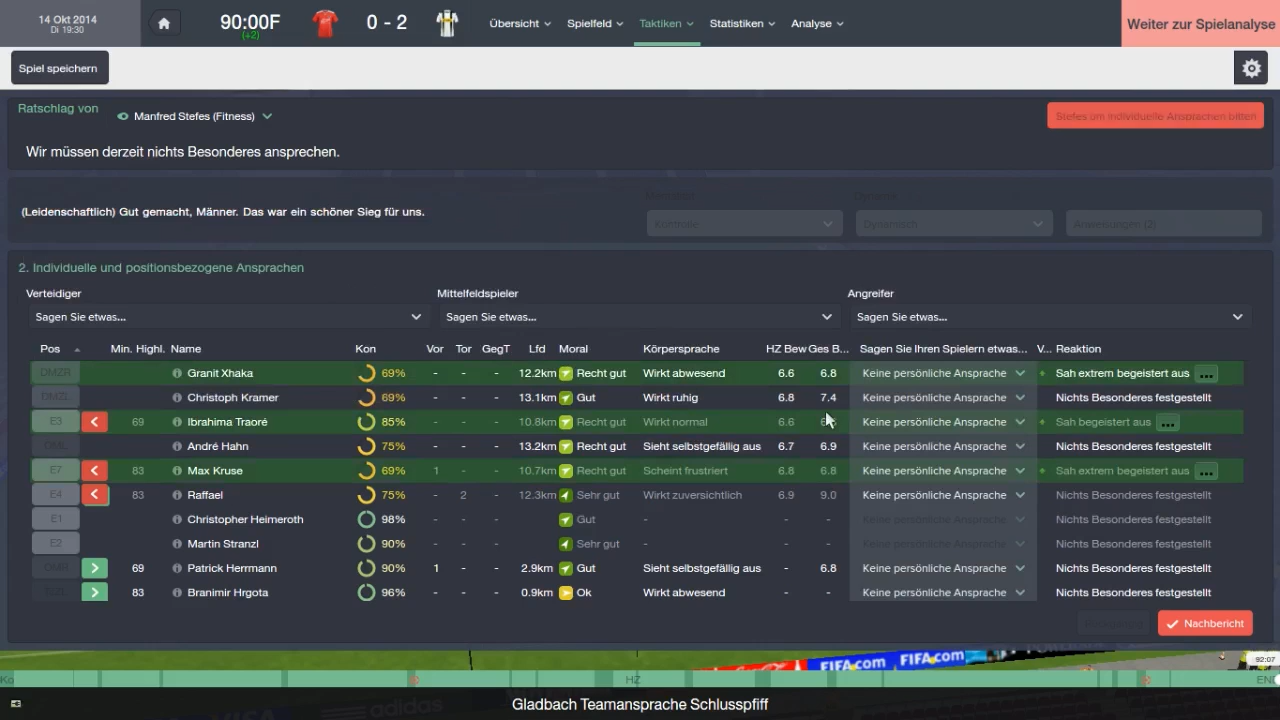 14 Okt 2014
Di 19:30
90:00F
(+2)
0 - 2
Übersicht
Spielfeld
Taktiken
Statistiken
Analyse
Weiter zur Spielanalyse
Spiel speichern
Ratschlag von
Manfred Stefes (Fitness)
Stefes om individuelle Ansprachen bitten
Wir müssen derzeit nichts Besonderes ansprechen.
(Leidenschaftlich) Gut gemacht, Männer. Das war ein schöner Sieg für uns.
Kontrolle
Dynamisch
Anweisungen (2)
2. Individuelle und positionsbezogene Ansprachen
Verteidiger Mittelfeldspieler Angreifer
Sagen Sie etwas... Sagen Sie etwas... Sagen Sie etwas...
Pos Min. Highl. Name Kon Vor Tor GegT Lfd Moral Körpersprache HZ Bew Ges B... Sagen Sie Ihren Spielern etwas... V... Reaktion
DMZR Granit Xhaka 69% - - - 12.2km Recht gut Wirkt abwesend 6.6 6.8 Keine persönliche Ansprache Sah extrem begeistert aus ...
DMZL Christoph Kramer 69% - - - 13.1km Gut Wirkt ruhig 6.8 7.4 Keine persönliche Ansprache Nichts Besonderes festgestellt
E3 69 Ibrahima Traoré 85% - - - 10.8km Recht gut Wirkt normal 6.6 Keine persönliche Ansprache Sah begeistert aus ...
DML André Hahn 75% - - - 13.2km Recht gut Sieht selbstgefällig aus 6.7 6.9 Keine persönliche Ansprache Nichts Besonderes festgestellt
E7 83 Max Kruse 69% 1 - - 10.7km Recht gut Scheint frustriert 6.8 6.8 Keine persönliche Ansprache Sah extrem begeistert aus ...
E4 83 Raffael 75% - 2 - 12.3km Sehr gut Wirkt zuversichtlich 6.9 9.0 Keine persönliche Ansprache Nichts Besonderes festgestellt
E1 Christopher Heimeroth 98% - - - Gut - - - Keine persönliche Ansprache Nichts Besonderes festgestellt
E2 Martin Stranzl 90% - - - Sehr gut - - - Keine persönliche Ansprache Nichts Besonderes festgestellt
DMR 69 Patrick Herrmann 90% 1 - - 2.9km Gut Sieht selbstgefällig aus - 6.8 Keine persönliche Ansprache Nichts Besonderes festgestellt
83 Branimir Hrgota 96% - - - 0.9km Ok Wirkt abwesend - - Keine persönliche Ansprache Nichts Besonderes festgestellt
Nachbericht
FIFA.com FIFA.com
92:07
Ko HZ END
adidas
Gladbach Teamansprache Schlusspfiff